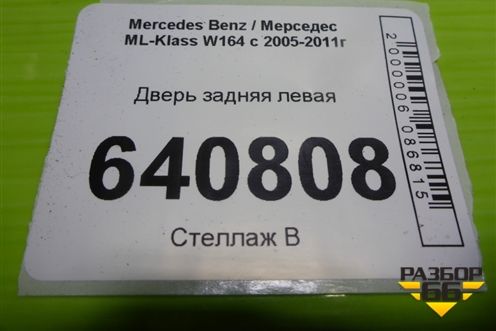 Mercedes Benz / Мерседес
ML-Klass W164 с 2005-2011г
Дверь задняя левая
640808
Стеллаж В
2000006086815
РАЗБОР
66